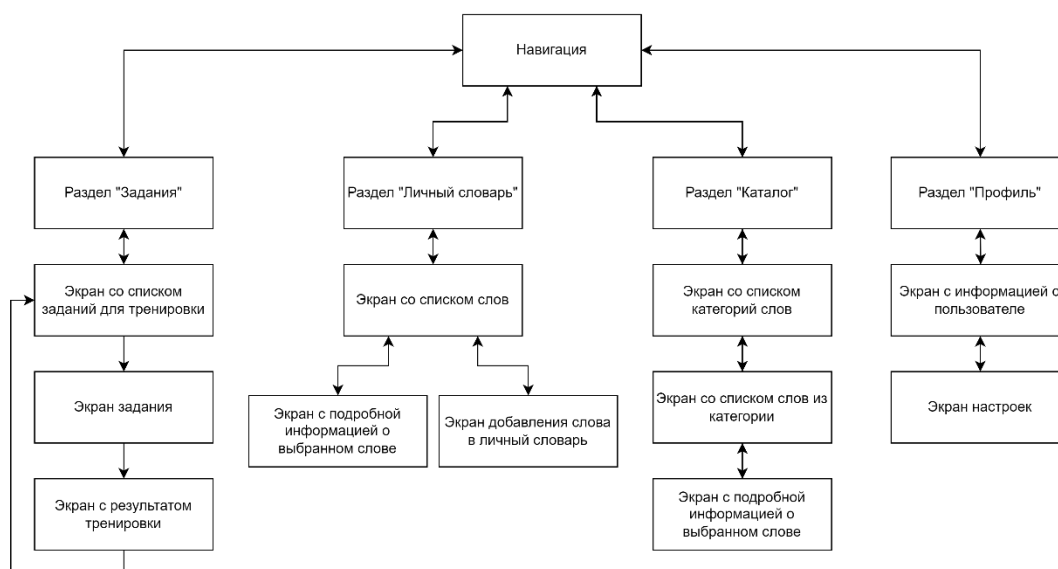 Навигация
Раздел "Задания"
Раздел "Личный словарь"
Раздел "Каталог"
Раздел "Профиль"
Экран со списком
заданий для тренировки
Экран со списком слов
Экран со списком
категорий слов
Экран с информацией о
пользователе
Экран задания
Экран с подробной
информацией о
выбранном слове
Экран добавления слова
в личный словарь
Экран со списком слов из
категории
Экран настроек
Экран с результатом
тренировки
Экран с подробной
информацией о
выбранном слове